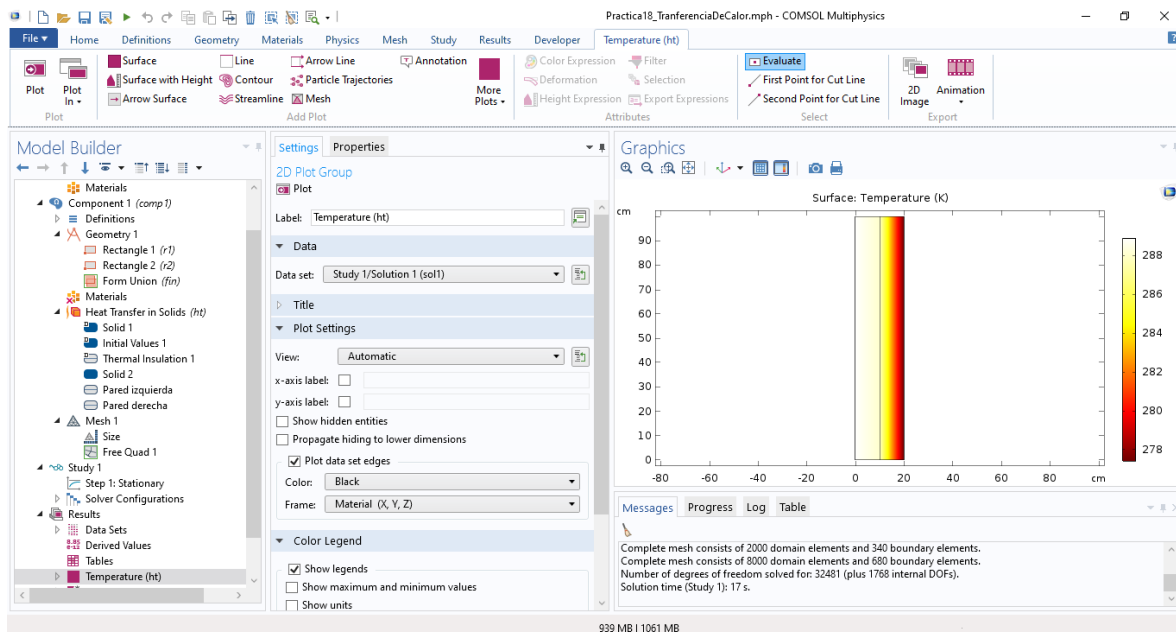 Practica18_TranferenciaDeCalor.mph - COMSOL Multiphysics
File Home Definitions Geometry Materials Physics Mesh Study Results Developer Temperature (ht)
Plot
Plot In
Plot
Surface Line Arrow Line Annotation
Surface with Height Contour Particle Trajectories
Arrow Surface Streamline Mesh
More Plots
Add Plot
Color Expression Filter
Deformation Selection
Height Expression Export Expressions
Attributes
Evaluate
First Point for Cut Line
Second Point for Cut Line
Select
2D Image
Animation
Export
Model Builder
Materials
Component 1 (comp1)
Definitions
Geometry 1
Rectangle 1 (r1)
Rectangle 2 (r2)
Form Union (fin)
Materials
Heat Transfer in Solids (ht)
Solid 1
Initial Values 1
Thermal Insulation 1
Solid 2
Pared izquierda
Pared derecha
Mesh 1
Size
Free Quad 1
Study 1
Step 1: Stationary
Solver Configurations
Results
Data Sets
8.85
e-12
Derived Values
Tables
Temperature (ht)
Settings Properties
2D Plot Group
Plot
Label: Temperature (ht)
Data
Data set: Study 1/Solution 1 (sol1)
Title
Plot Settings
View: Automatic
x-axis label:
y-axis label:
Show hidden entities
Propagate hiding to lower dimensions
Plot data set edges
Color: Black
Frame: Material (X, Y, Z)
Color Legend
Show legends
Show maximum and minimum values
Show units
Graphics
Surface: Temperature (K)
cm
90
80
70
60
50
40
30
20
10
0
-80 -60 -40 -20 0 20 40 60 80 cm
288
286
284
282
280
278
Messages Progress Log Table
Complete mesh consists of 2000 domain elements and 340 boundary elements.
Complete mesh consists of 8000 domain elements and 680 boundary elements.
Number of degrees of freedom solved for: 32481 (plus 1768 internal DOFs).
Solution time (Study 1): 17 s.
939 MB | 1061 MB